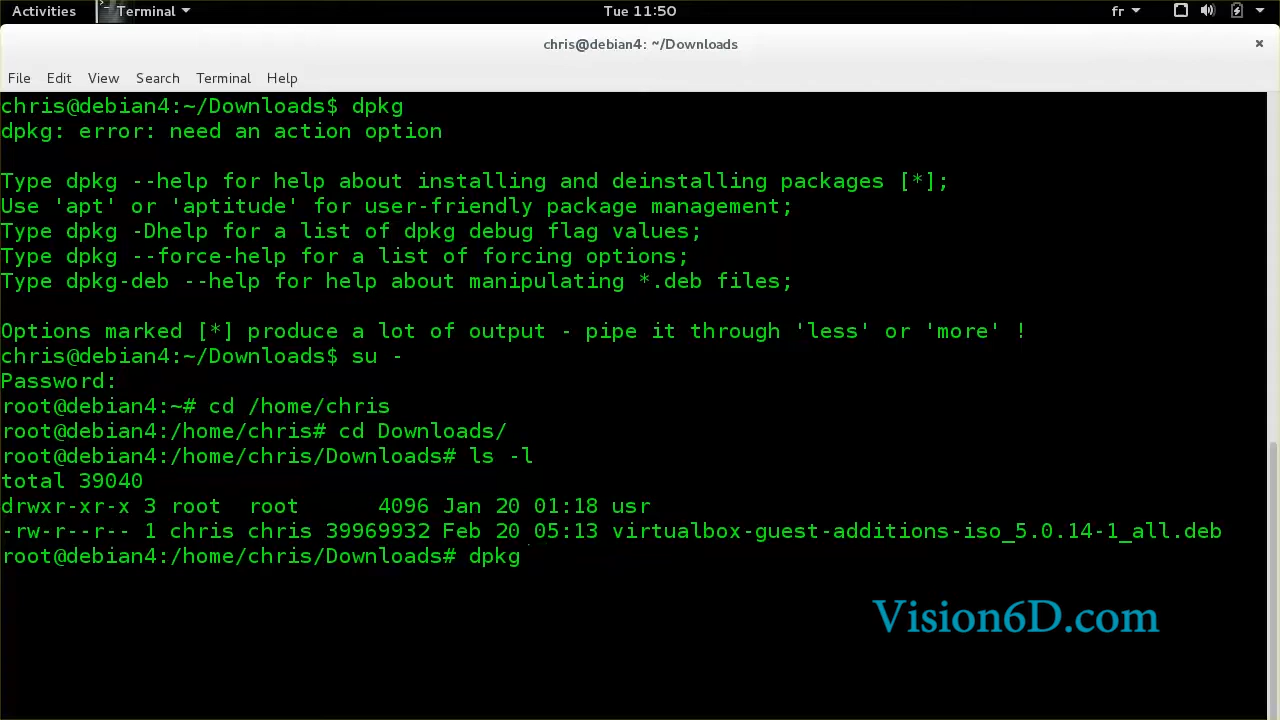 Activities Terminal Tue 11:50 fr
chris@debian4: ~/Downloads ×
File Edit View Search Terminal Help
chris@debian4:~/Downloads$ dpkg
dpkg: error: need an action option
Type dpkg --help for help about installing and deinstalling packages [*];
Use 'apt' or 'aptitude' for user-friendly package management;
Type dpkg -Dhelp for a list of dpkg debug flag values;
Type dpkg --force-help for a list of forcing options;
Type dpkg-deb --help for help about manipulating *.deb files;
Options marked [*] produce a lot of output - pipe it through 'less' or 'more' !
chris@debian4:~/Downloads$ su -
Password:
root@debian4:~# cd /home/chris
root@debian4:/home/chris# cd Downloads/
root@debian4:/home/chris/Downloads# ls -l
total 39040
drwxr-xr-x 3 root  root      4096 Jan 20 01:18 usr
-rw-r--r-- 1 chris chris 39969932 Feb 20 05:13 virtualbox-guest-additions-iso_5.0.14-1_all.deb
root@debian4:/home/chris/Downloads# dpkg
Vision6D.com